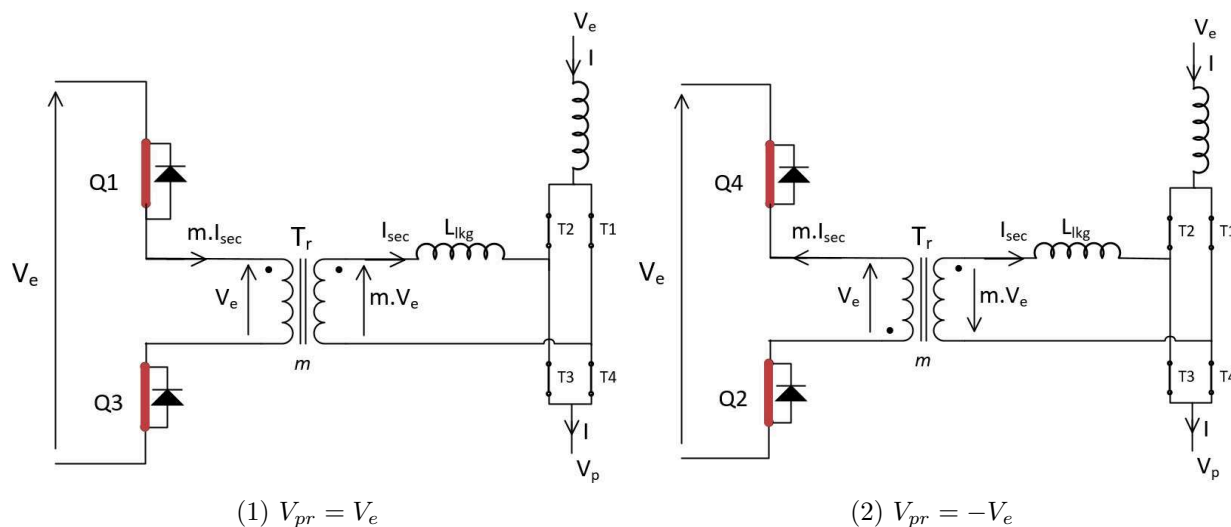 V_e
I
Q1
T2
T1
m.I_sec
T_r
I_sec
L_lkg
V_e
V_e
m.V_e
m
T3
T4
Q3
I
V_p
(1) V_pr = V_e
V_e
I
Q4
T2
T1
m.I_sec
T_r
I_sec
L_lkg
V_e
V_e
m.V_e
m
T3
T4
Q2
I
V_p
(2) V_pr = −V_e